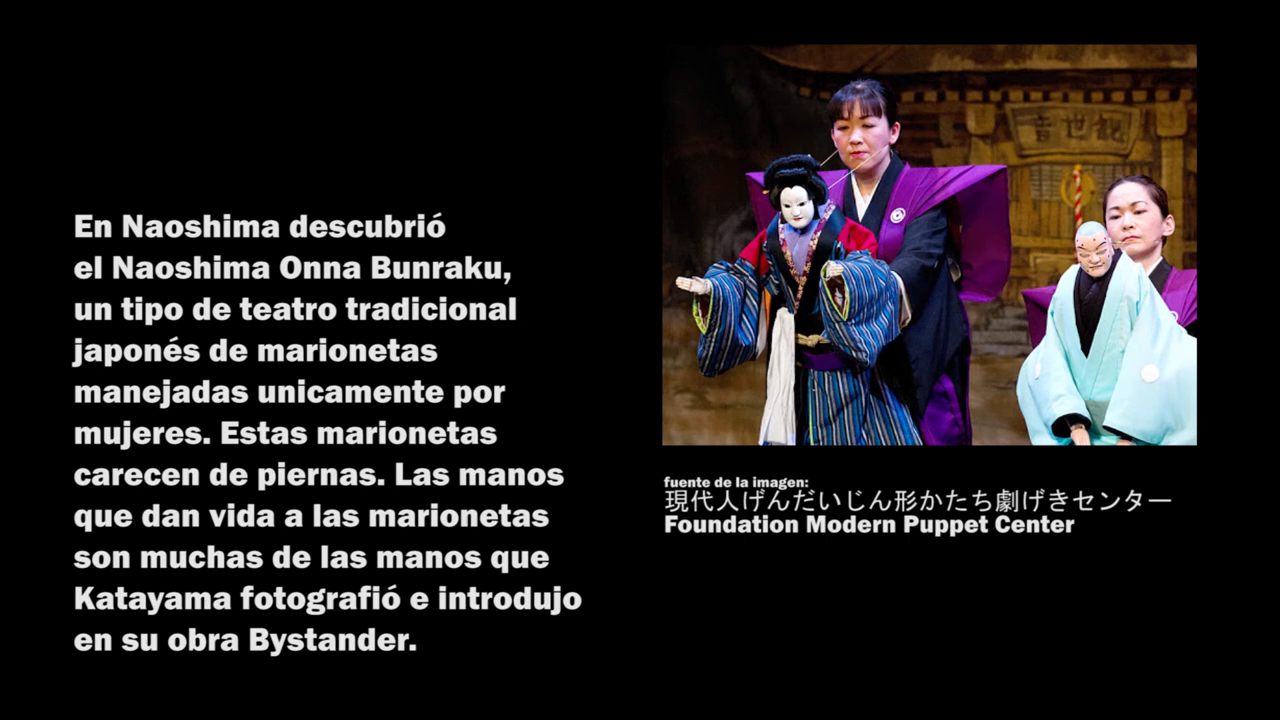 En Naoshima descubrió
el Naoshima Onna Bunraku,
un tipo de teatro tradicional
japonés de marionetas
manejadas unicamente por
mujeres. Estas marionetas
carecen de piernas. Las manos
que dan vida a las marionetas
son muchas de las manos que
Katayama fotografió e introdujo
en su obra Bystander.
音世観
fuente de la imagen:
現代人げんだいじん形かたち劇げきセンター
Foundation Modern Puppet Center